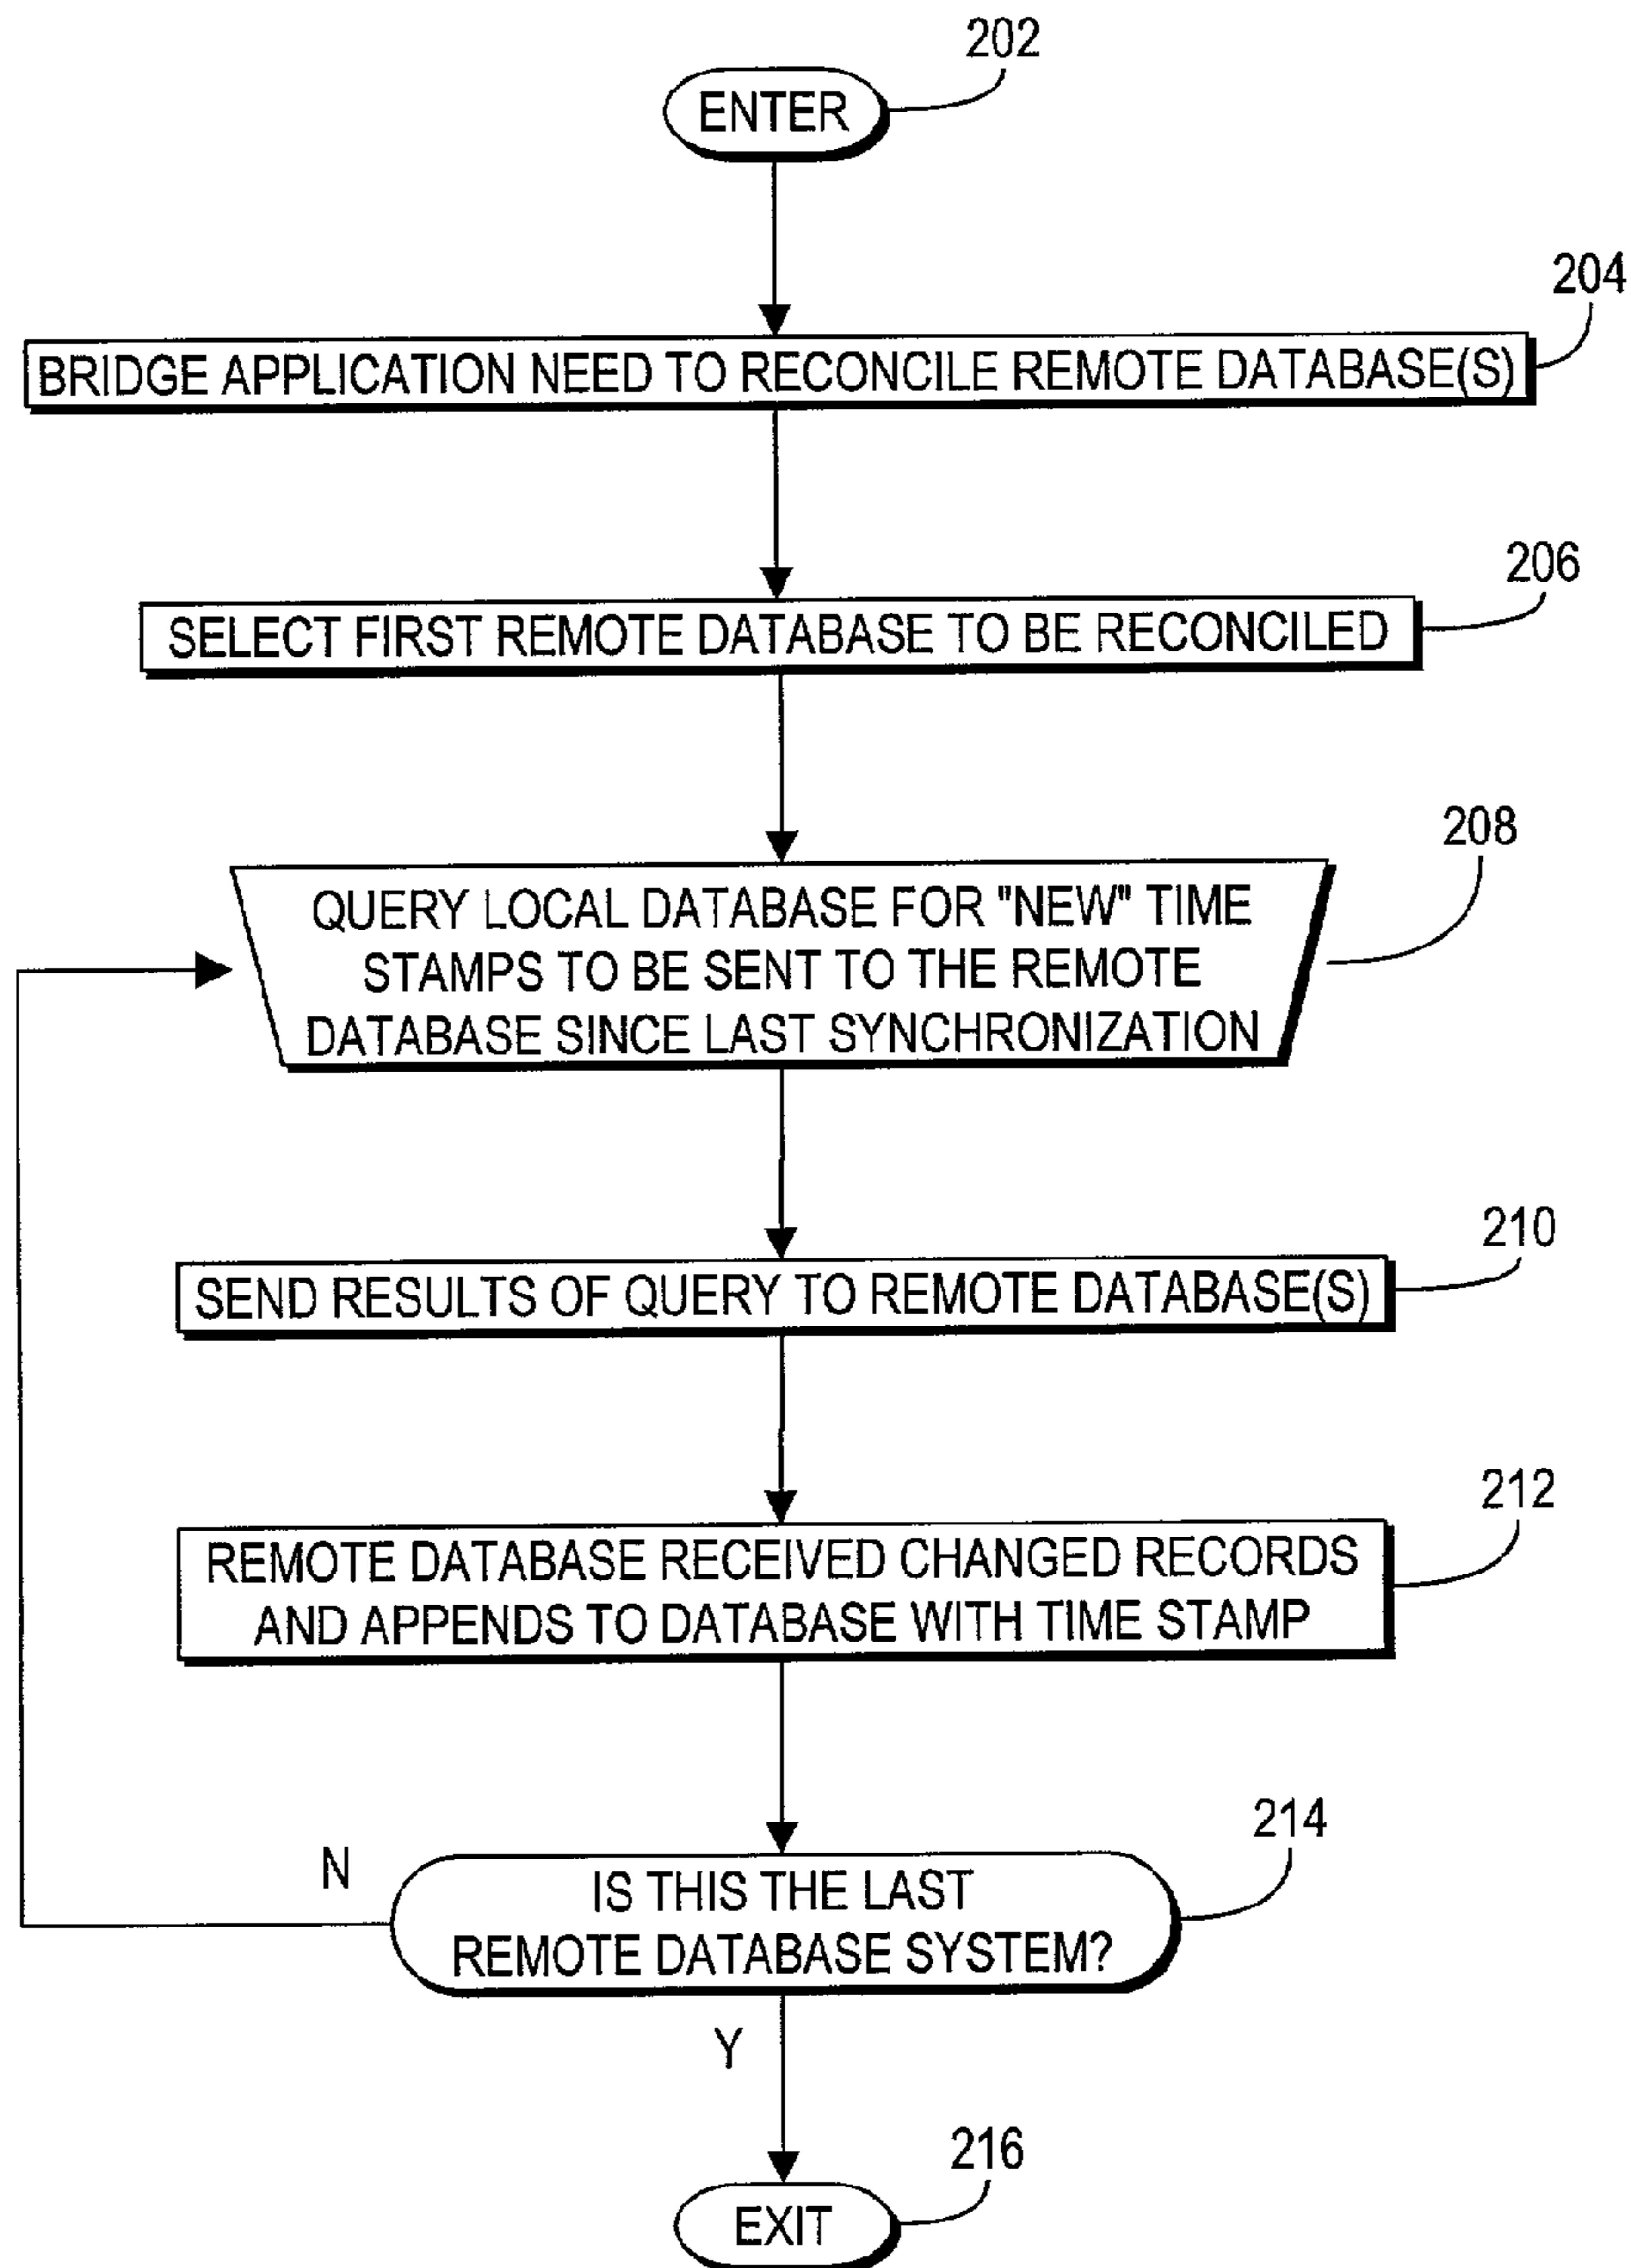 202
ENTER
204
BRIDGE APPLICATION NEED TO RECONCILE REMOTE DATABASE(S)
206
SELECT FIRST REMOTE DATABASE TO BE RECONCILED
208
QUERY LOCAL DATABASE FOR "NEW" TIME
STAMPS TO BE SENT TO THE REMOTE
DATABASE SINCE LAST SYNCHRONIZATION
210
SEND RESULTS OF QUERY TO REMOTE DATABASE(S)
212
REMOTE DATABASE RECEIVED CHANGED RECORDS
AND APPENDS TO DATABASE WITH TIME STAMP
214
N
IS THIS THE LAST
REMOTE DATABASE SYSTEM?
Y
216
EXIT